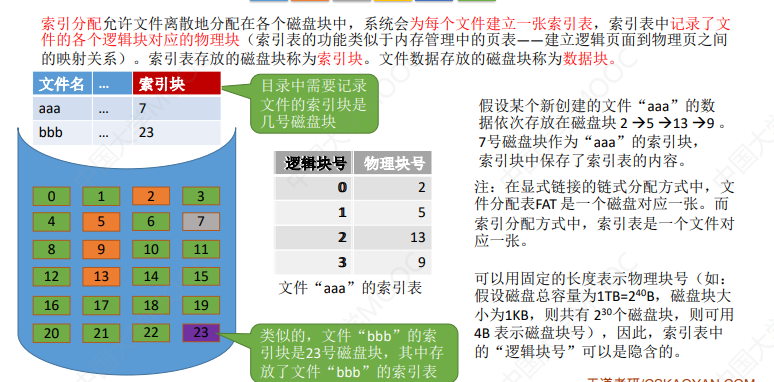 索引分配允许文件离散地分配在各个磁盘块中，系统会为每个文件建立一张索引表，索引表中记录了文
件的各个逻辑块对应的物理块（索引表的功能类似于内存管理中的页表——建立逻辑页面到物理页之间
的映射关系）。索引表存放的磁盘块称为索引块。文件数据存放的磁盘块称为数据块。
文件名 ... 索引块
aaa ... 7
bbb ... 23
目录中需要记录
文件的索引块是
几号磁盘块
0 1 2 3
4 5 6 7
8 9 10 11
12 13 14 15
16 17 18 19
20 21 22 23
逻辑块号 物理块号
0 2
1 5
2 13
3 9
文件“aaa”的索引表
类似的，文件“bbb”的索
引块是23号磁盘块，其中存
放了文件“bbb”的索引表
假设某个新创建的文件“aaa”的数
据依次存放在磁盘块 2→5→13→9 。
7号磁盘块作为“aaa”的索引块，
索引块中保存了索引表的内容。
注：在显式链接的链式分配方式中，文
件分配表FAT 是一个磁盘对应一张。而
索引分配方式中，索引表是一个文件对
应一张。
可以用固定的长度表示物理块号（如：
假设磁盘总容量为1TB=2⁴⁰B，磁盘块大
小为1KB，则共有 2³⁰个磁盘块，则可用
4B 表示磁盘块号），因此，索引表中
的“逻辑块号”可以是隐含的。
中国大学MOOC